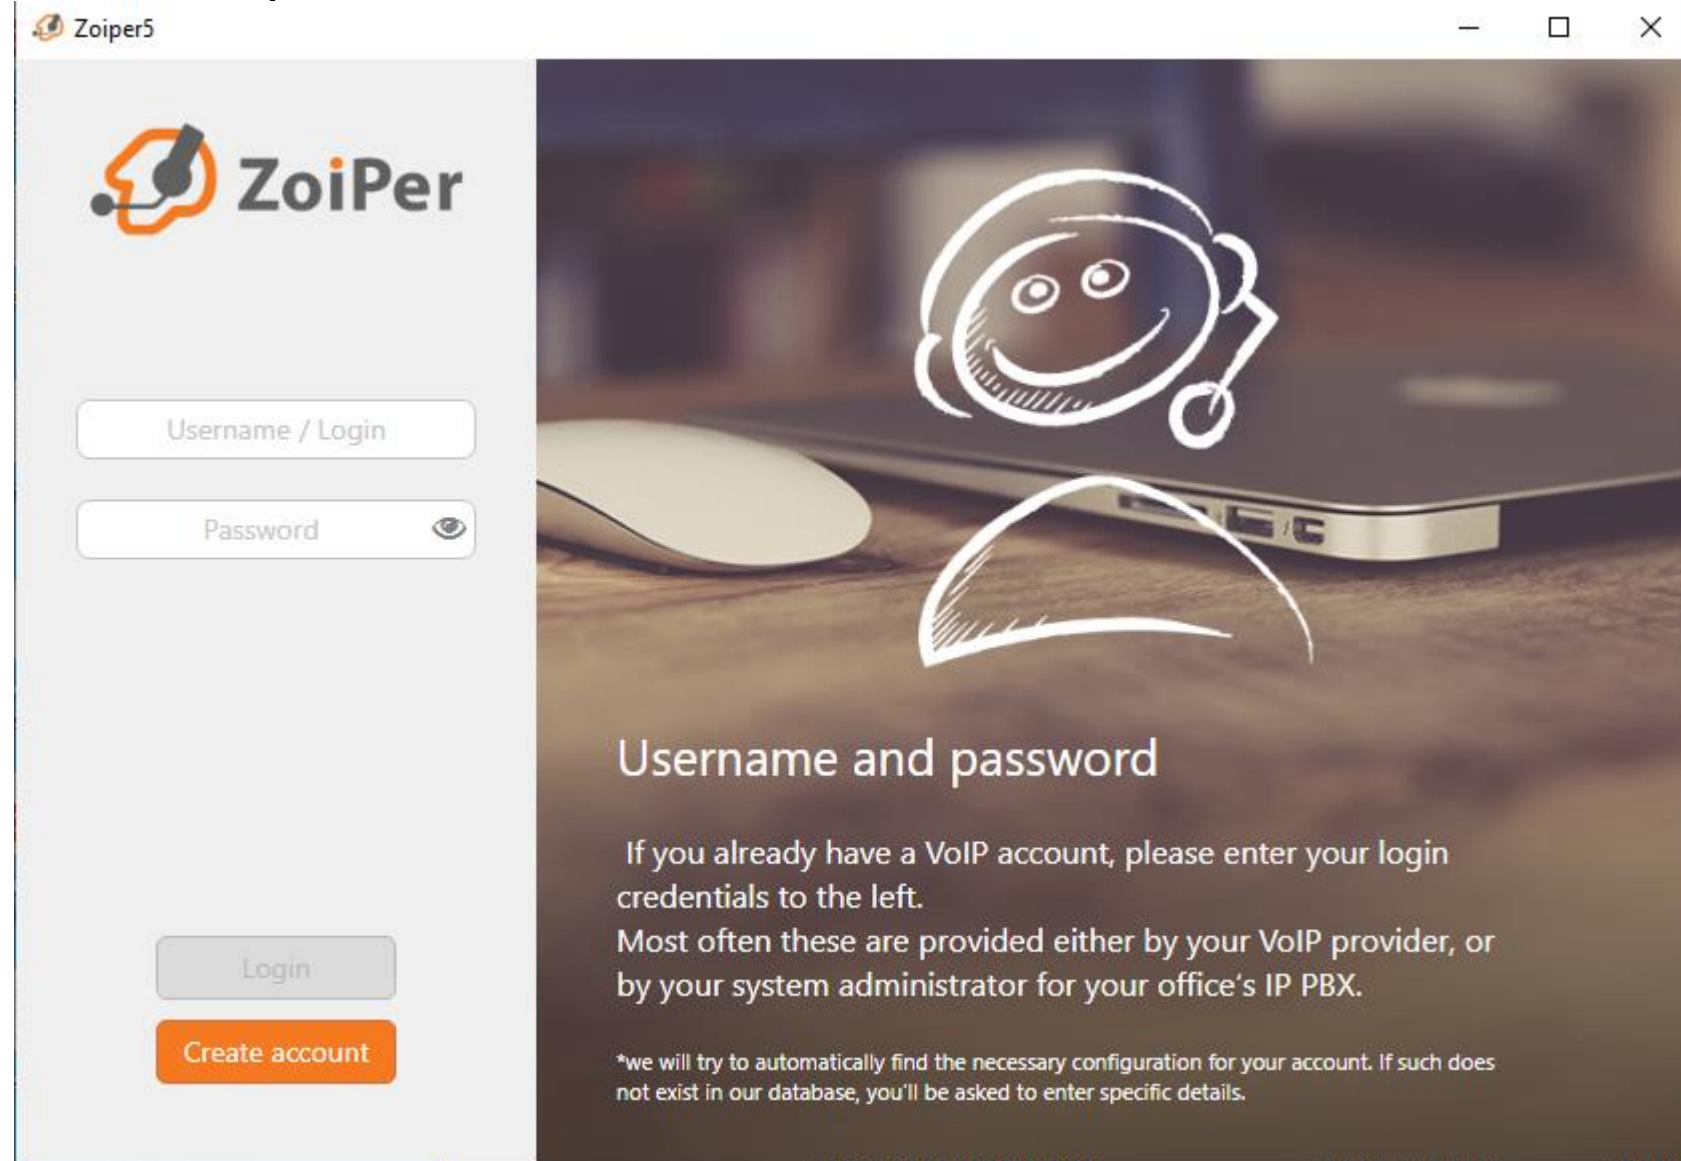 Zoiper5
ZoiPer
Username / Login
Password
Login
Create account
Username and password
If you already have a VoIP account, please enter your login
credentials to the left.
Most often these are provided either by your VoIP provider, or
by your system administrator for your office's IP PBX.
*we will try to automatically find the necessary configuration for your account. If such does
not exist in our database, you'll be asked to enter specific details.